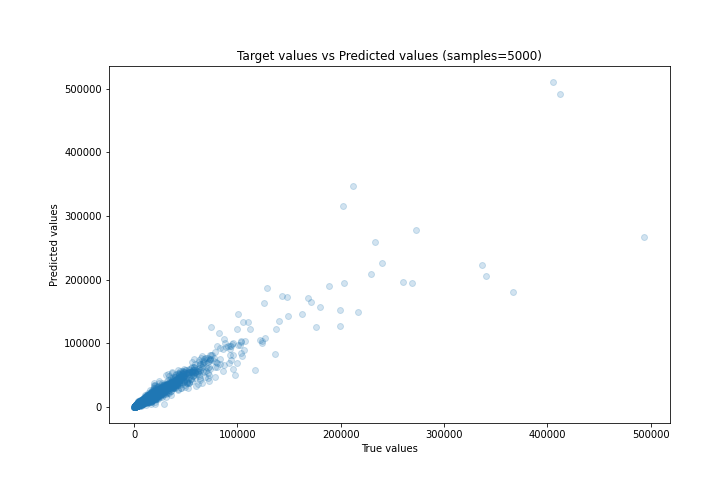 Target values vs Predicted values (samples=5000)
500000
400000
300000
200000
100000
0
Predicted values
0 100000 200000 300000 400000 500000
True values